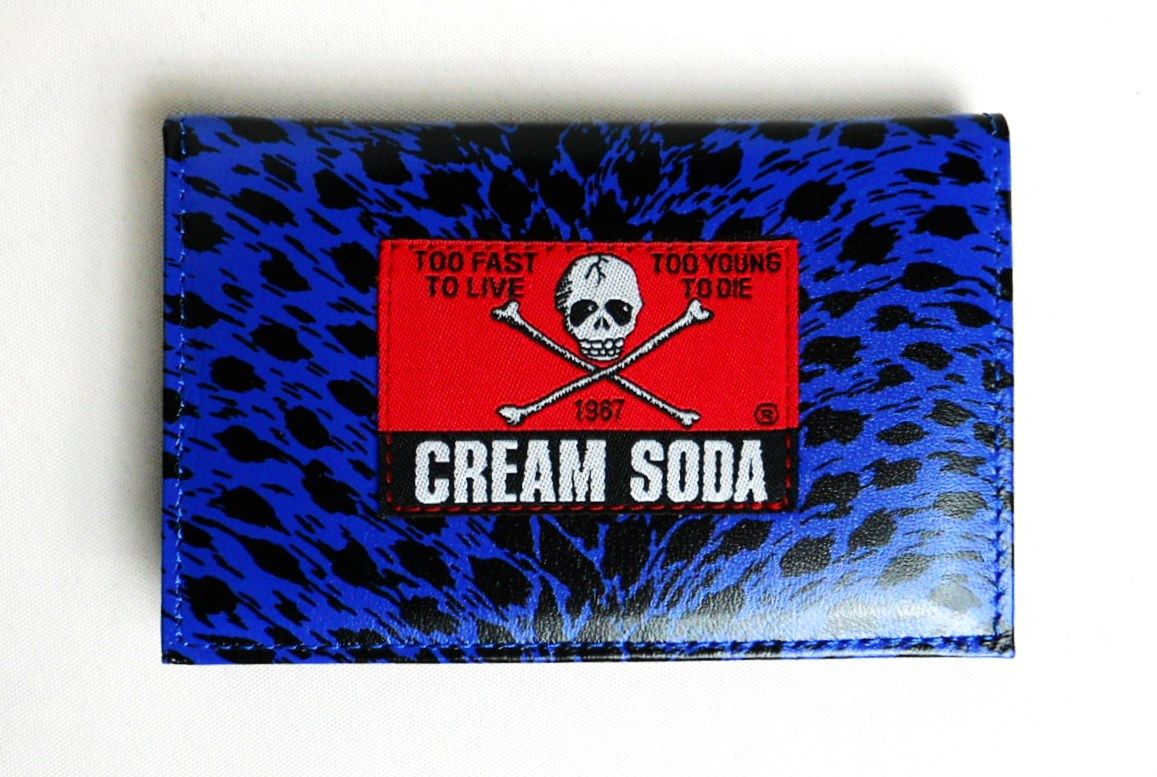 TOO FAST
TO LIVE
TOO YOUNG
TO DIE
1967
®
CREAM SODA